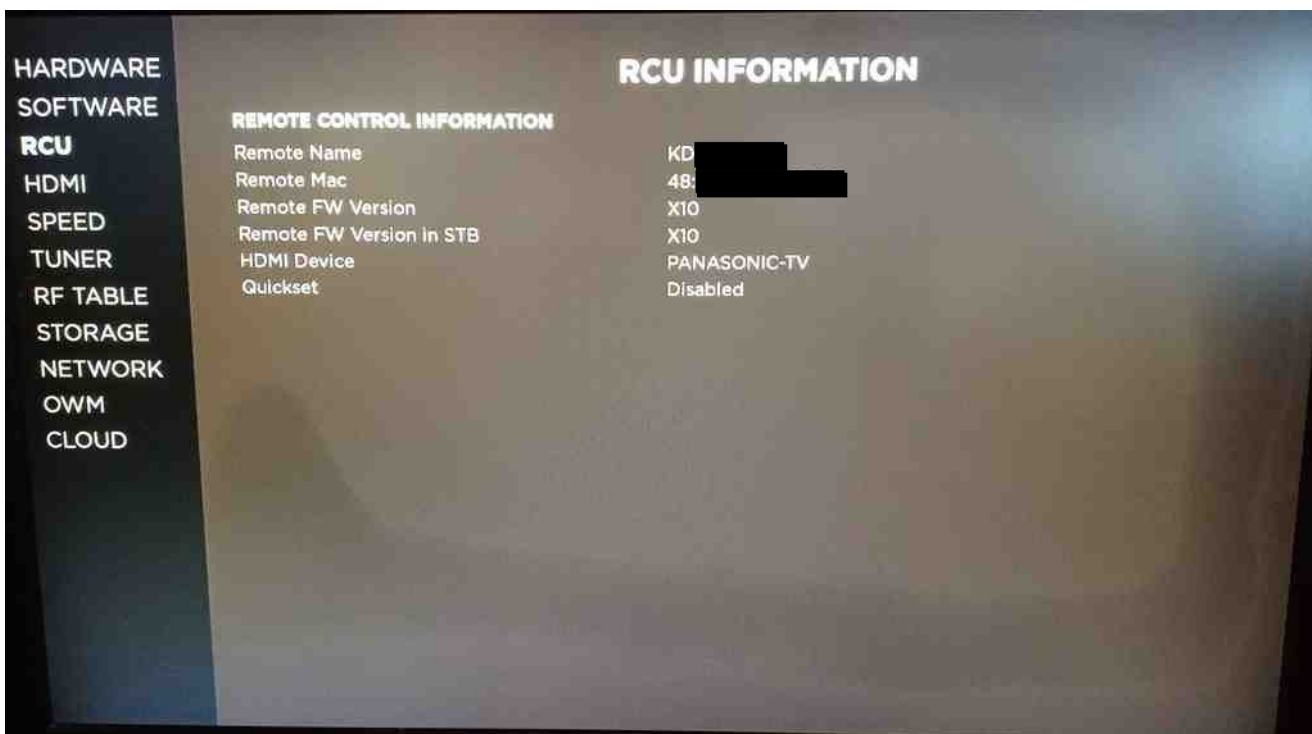 RCU INFORMATION
HARDWARE
SOFTWARE
RCU
HDMI
SPEED
TUNER
RF TABLE
STORAGE
NETWORK
OWM
CLOUD
REMOTE CONTROL INFORMATION
Remote Name KD
Remote Mac 48:
Remote FW Version X10
Remote FW Version in STB X10
HDMI Device PANASONIC-TV
Quickset Disabled